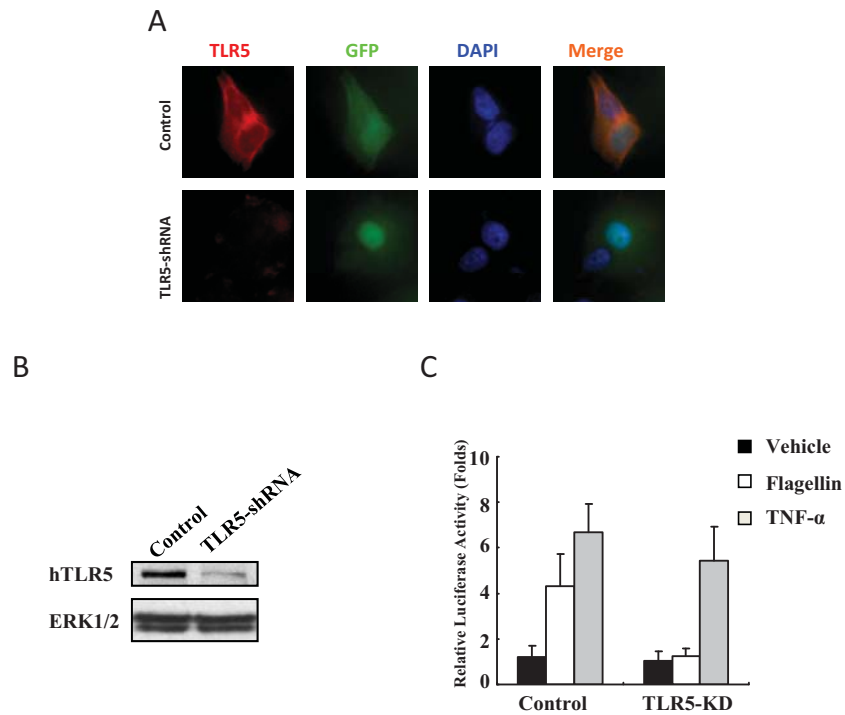 A
TLR5 GFP DAPI Merge
Control
TLR5-shRNA
B
Control TLR5-shRNA
hTLR5
ERK1/2
C
Vehicle
Flagellin
TNF-α
Relative Luciferase Activity (Folds)
10
8
6
4
2
0
Control TLR5-KD